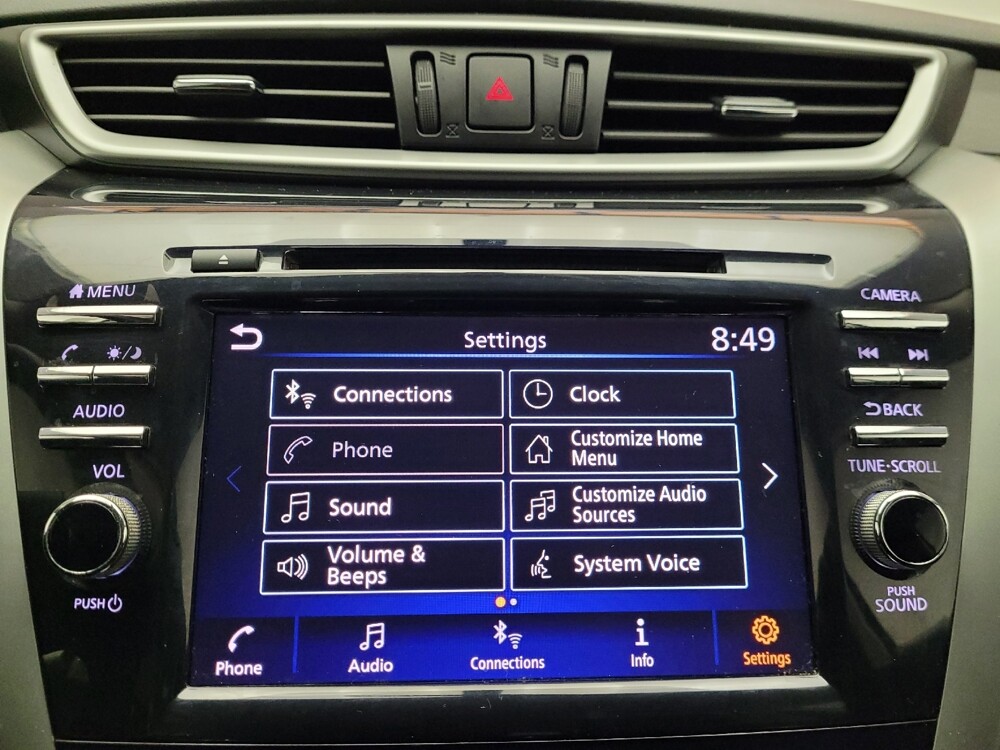 MENU
CAMERA
AUDIO
BACK
VOL
TUNE·SCROLL
PUSH
PUSH
SOUND
Settings
8:49
Connections
Clock
Phone
Customize Home
Menu
Sound
Customize Audio
Sources
Volume &
Beeps
System Voice
Phone
Audio
Connections
Info
Settings